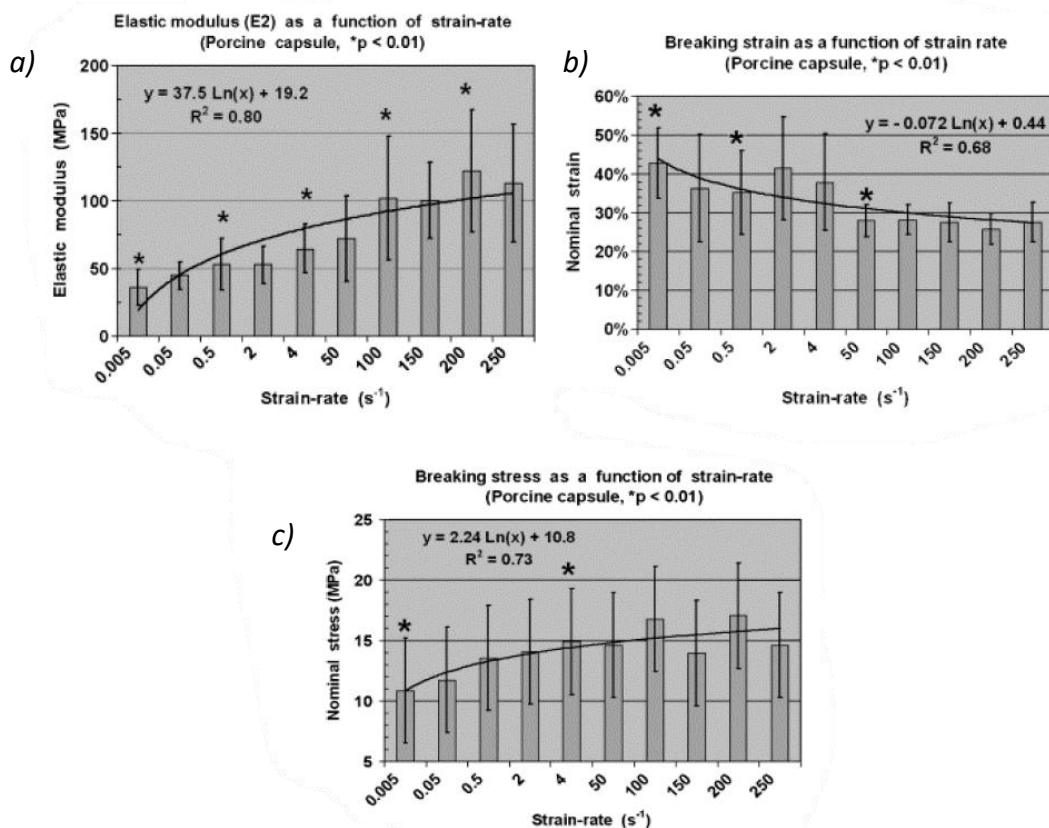 a)
Elastic modulus (E2) as a function of strain-rate
(Porcine capsule, *p < 0.01)
y = 37.5 Ln(x) + 19.2
R² = 0.80
Elastic modulus (MPa)
200
150
100
50
0
* * * * *
0.005 0.05 0.5 2 4 50 100 150 200 250
Strain-rate (s⁻¹)
b)
Breaking strain as a function of strain rate
(Porcine capsule, *p < 0.01)
y = - 0.072 Ln(x) + 0.44
R² = 0.68
Nominal strain
60%
50%
40%
30%
20%
10%
0%
* * *
0.005 0.05 0.5 2 4 50 100 150 200 250
Strain-rate (s⁻¹)
c)
Breaking stress as a function of strain-rate
(Porcine capsule, *p < 0.01)
y = 2.24 Ln(x) + 10.8
R² = 0.73
Nominal stress (MPa)
25
20
15
10
5
* *
0.005 0.05 0.5 2 4 50 100 150 200 250
Strain-rate (s⁻¹)